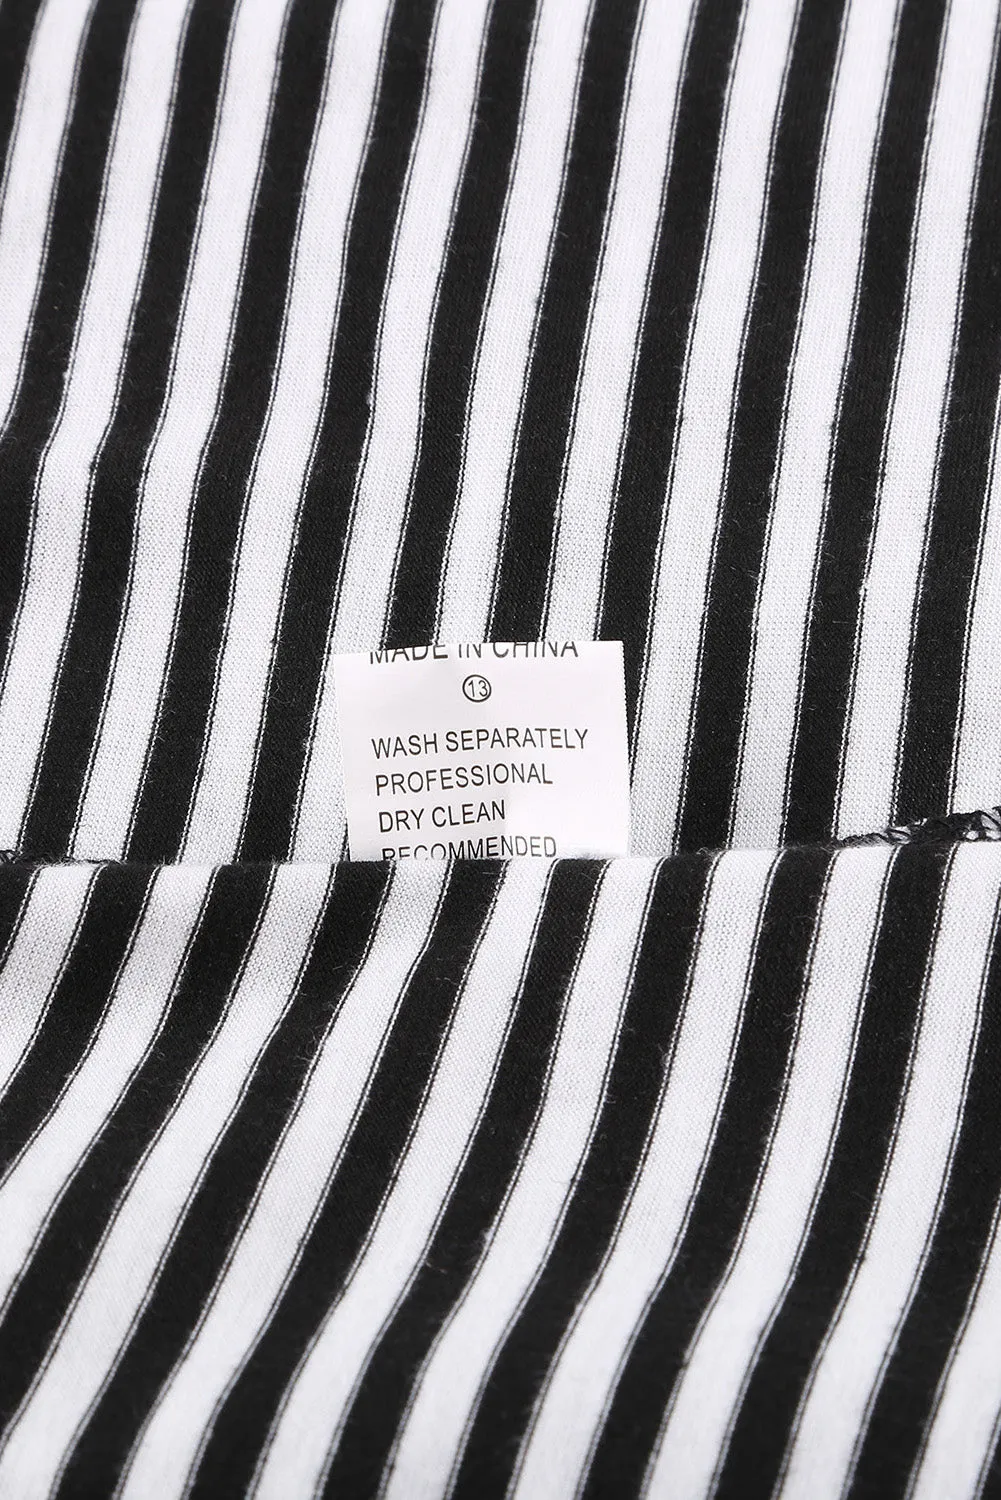 MADE IN CHINA
13
WASH SEPARATELY
PROFESSIONAL
DRY CLEAN
RECOMMENDED